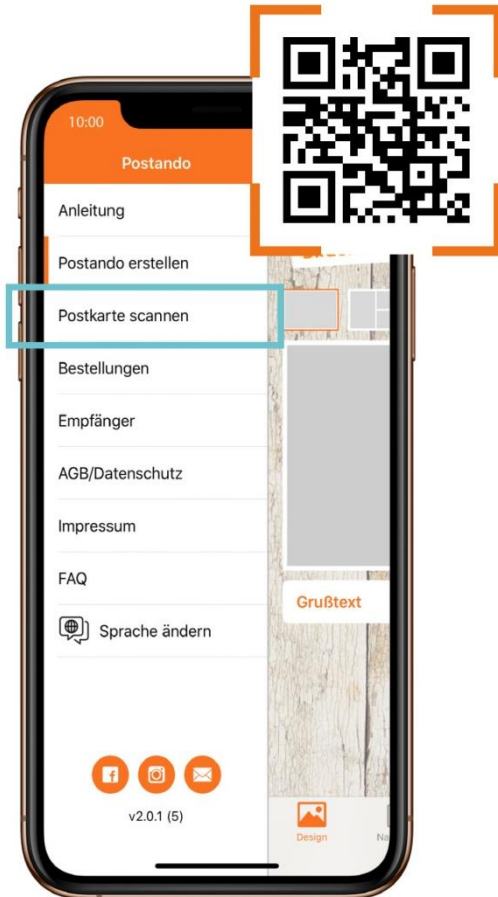 10:00
Postando
Anleitung
Postando erstellen
Postkarte scannen
Bestellungen
Empfänger
AGB/Datenschutz
Impressum
FAQ
Sprache ändern
v2.0.1 (5)
Grußtext
Design